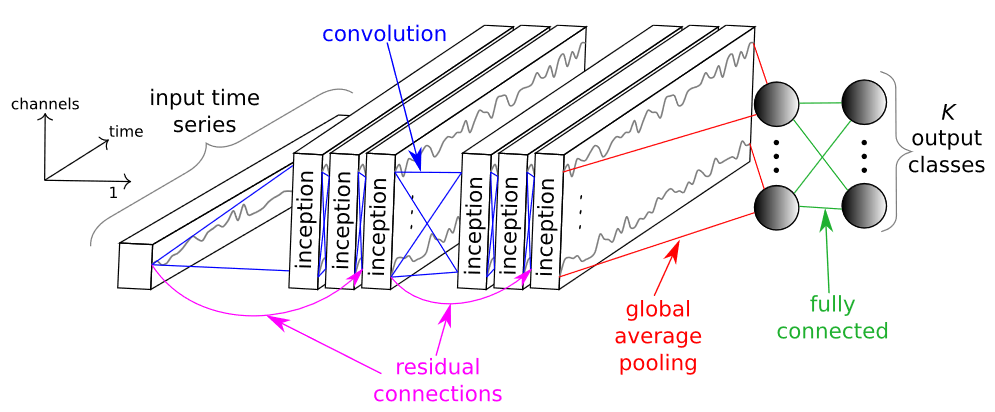 convolution
channels
time
1
input time
series
inception
inception
inception
inception
inception
inception
K
output
classes
global
average
pooling
fully
connected
residual
connections